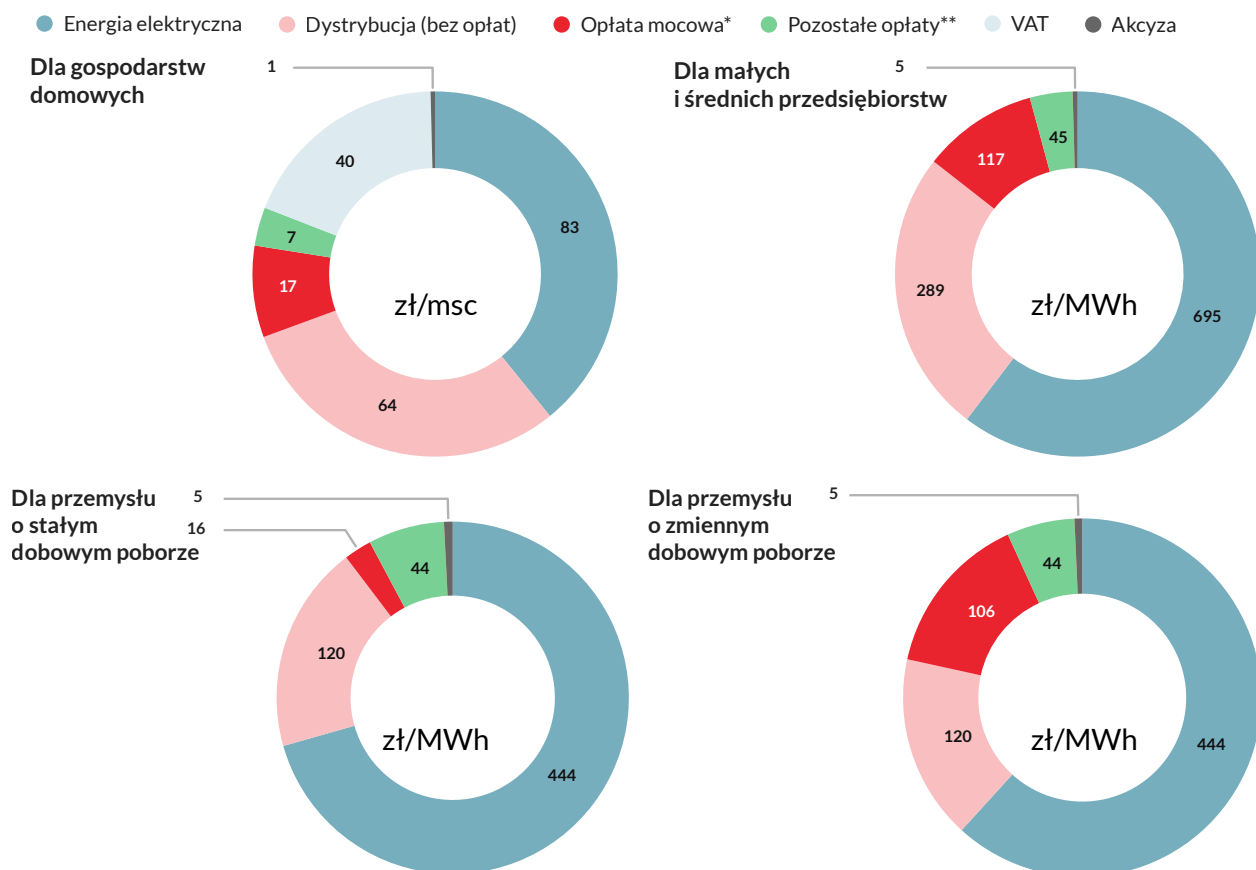 Energia elektryczna
Dystrybucja (bez opłat)
Opłata mocowa*
Pozostałe opłaty**
VAT
Akcyza
Dla gospodarstw
domowych
1
40
83
7
17
64
zł/msc
Dla małych
i średnich przedsiębiorstw
5
45
117
289
695
zł/MWh
Dla przemysłu
o stałym
dobowym poborze
5
16
44
120
444
zł/MWh
Dla przemysłu
o zmiennym
dobowym poborze
5
44
106
120
444
zł/MWh